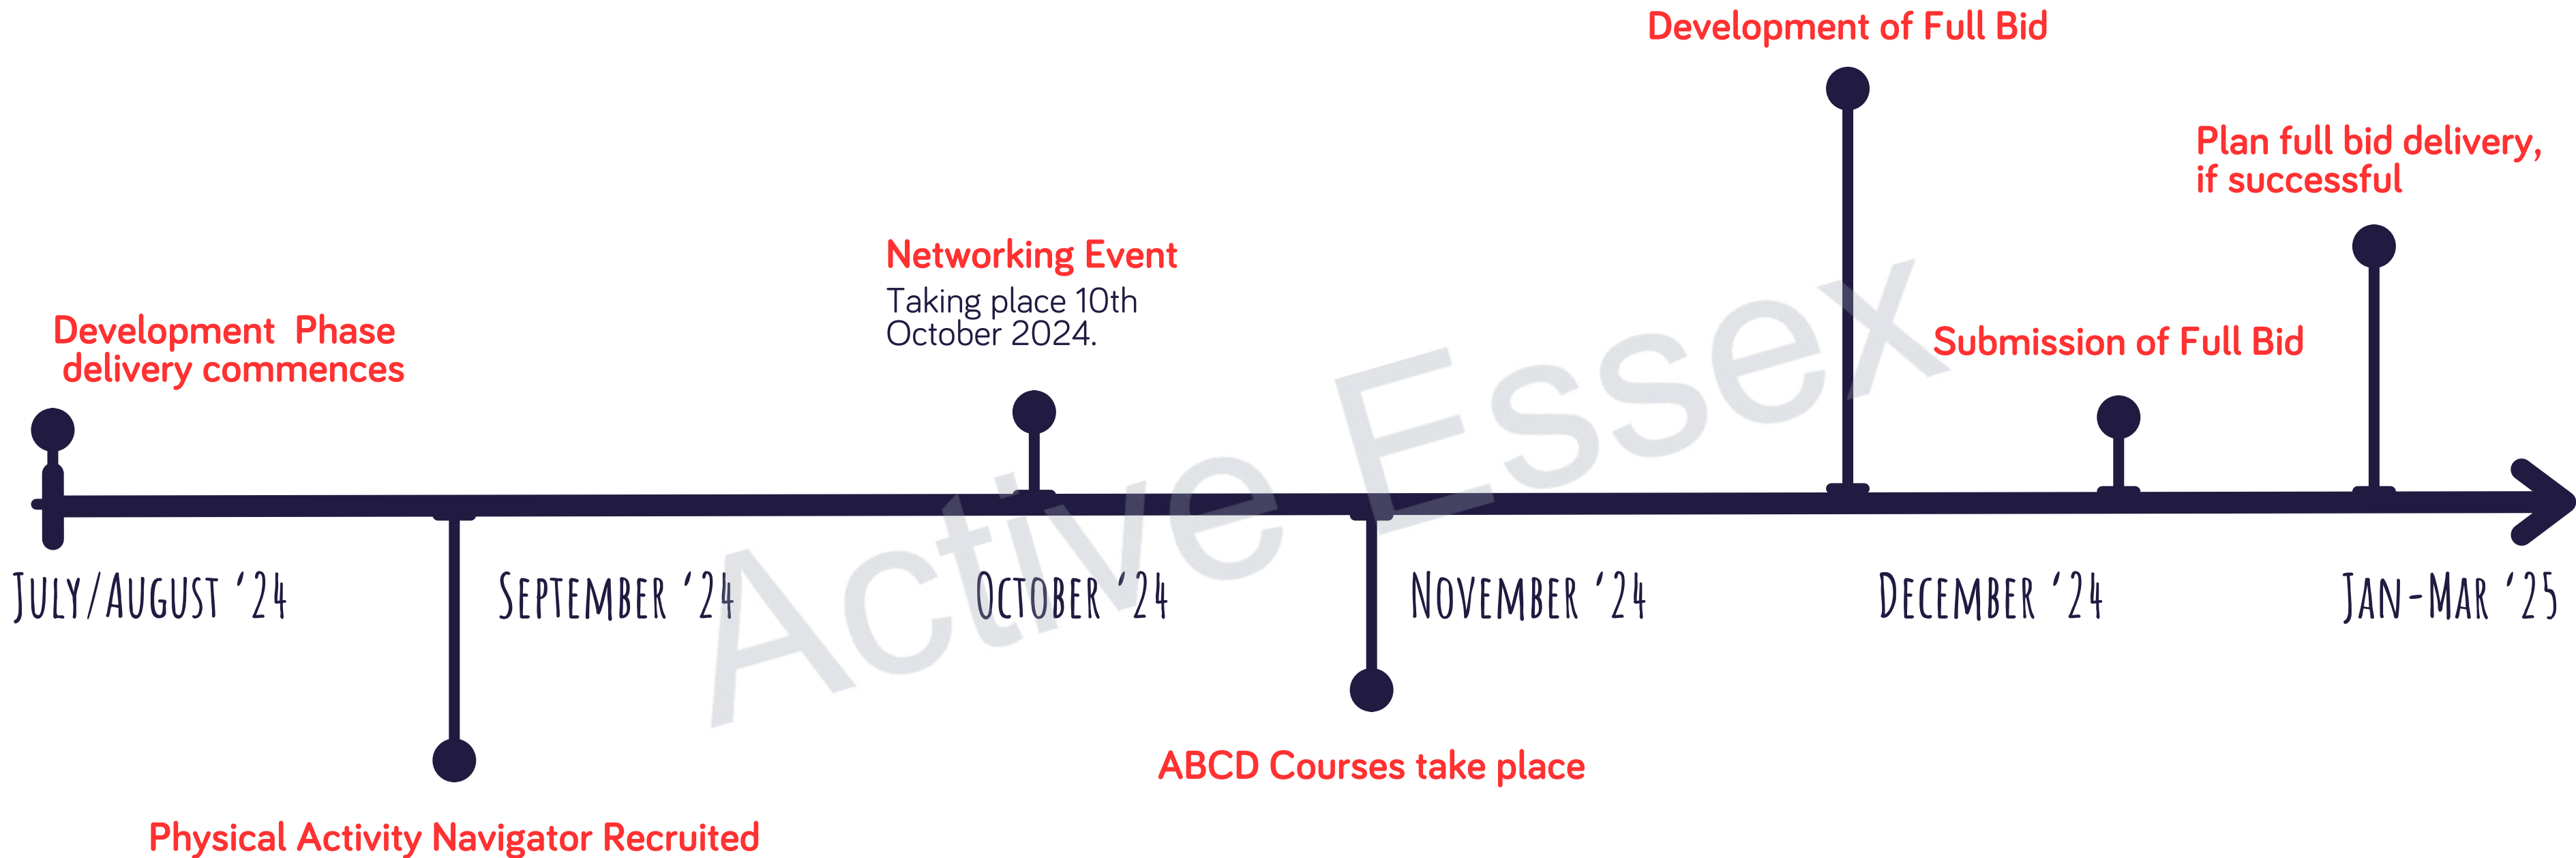 Development of Full Bid
Plan full bid delivery,
if successful
Networking Event
Taking place 10th
October 2024.
Development Phase
delivery commences
Submission of Full Bid
Active Essex
July/August ‘24
September ‘24
October ‘24
November ‘24
December ‘24
Jan-Mar ‘25
ABCD Courses take place
Physical Activity Navigator Recruited